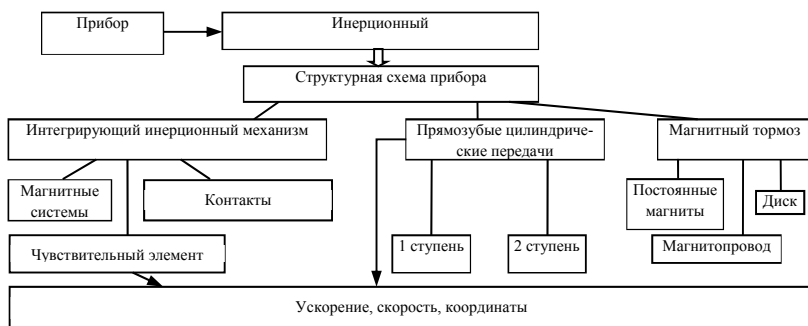 Прибор
Инерционный
Структурная схема прибора
Интегрирующий инерционный механизм
Прямозубые цилиндриче-
ские передачи
Магнитный тормоз
Магнитные
системы
Контакты
Постоянные
магниты
Диск
Чувствительный элемент
1 ступень
2 ступень
Магнитопровод
Ускорение, скорость, координаты